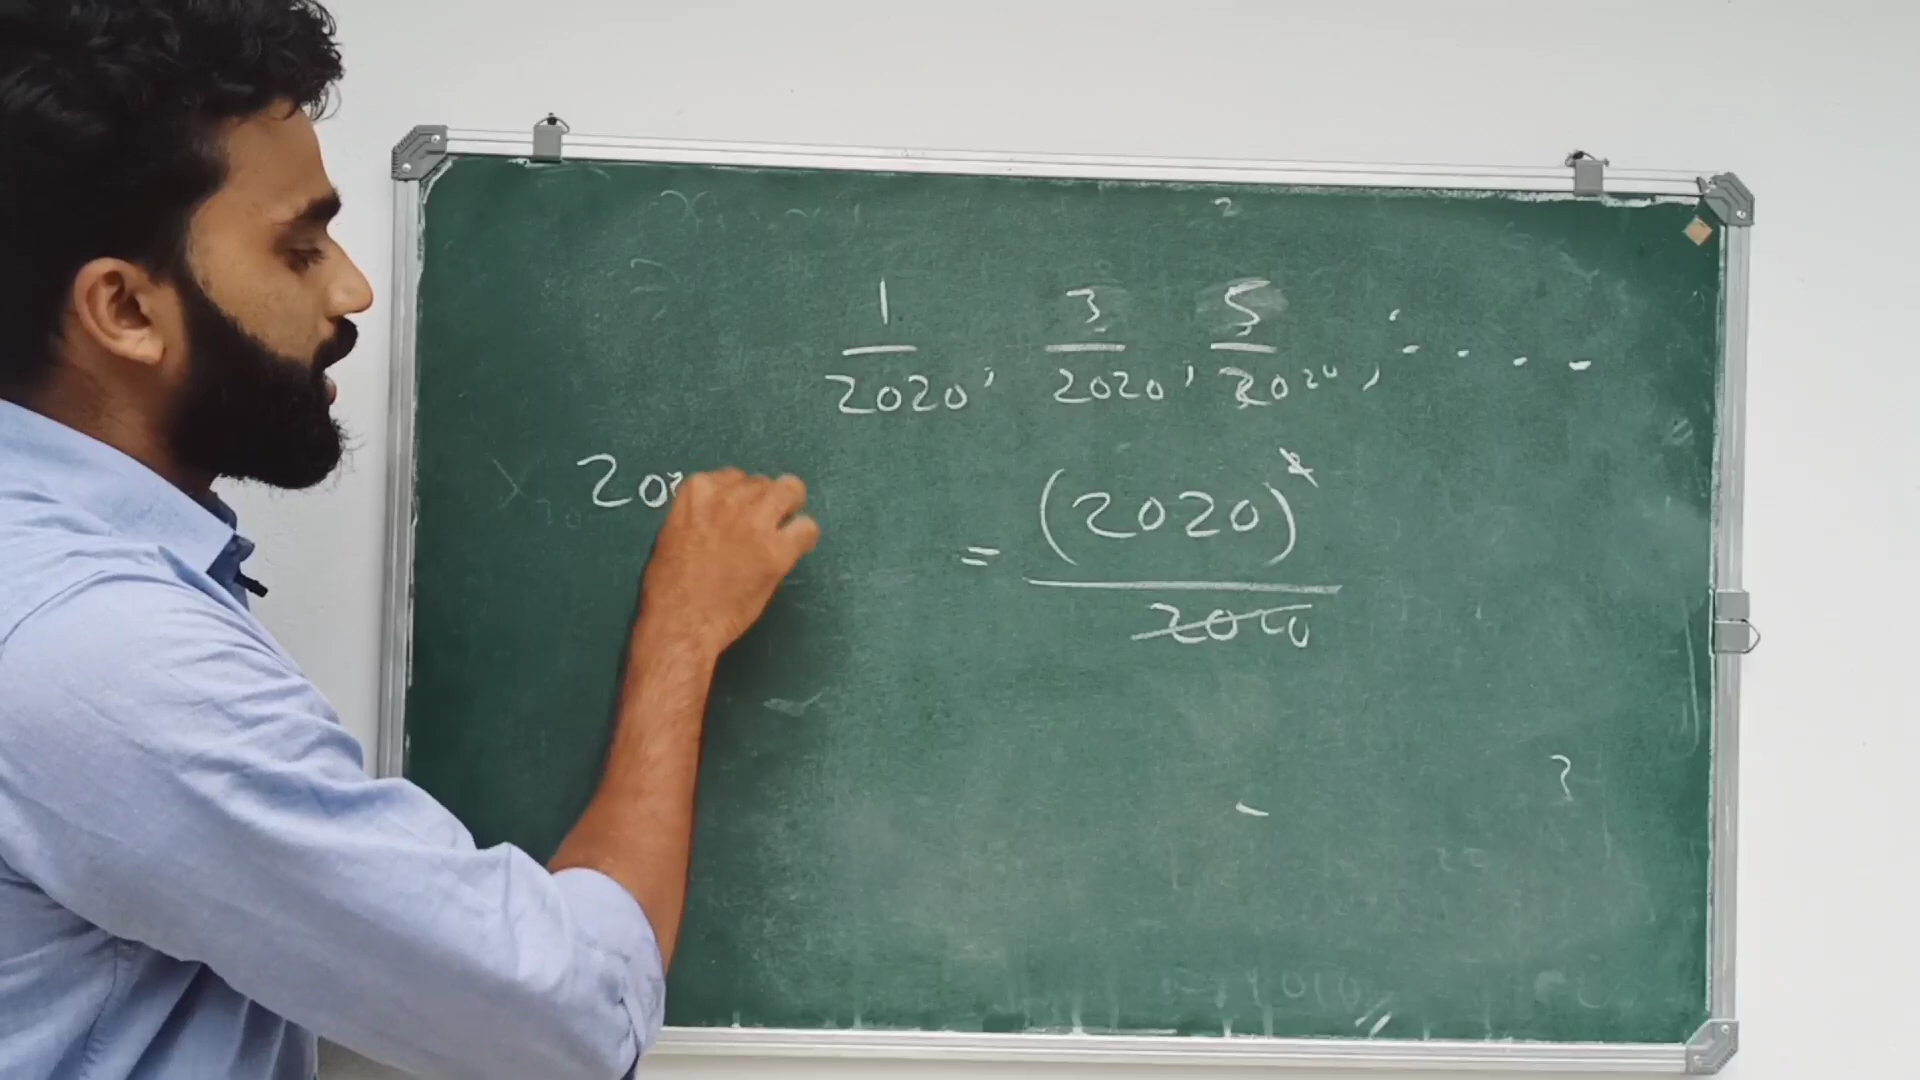 1/2020, 3/2020, 5/2020, . . . . .
20
= (2020)²/2020